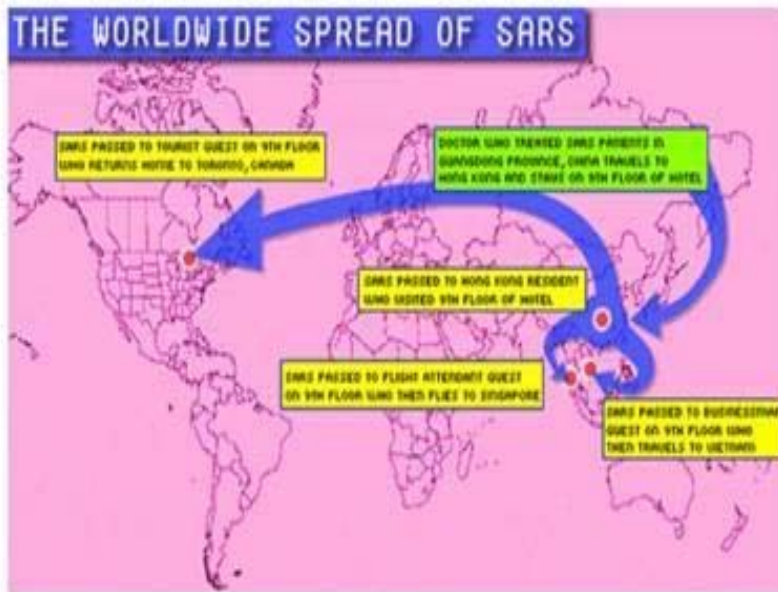 THE WORLDWIDE SPREAD OF SARS
SARS PASSED TO TOURIST GUEST ON 9TH FLOOR
WHO RETURNS HOME TO TORONTO, CANADA
DOCTOR WHO TREATED SARS PATIENTS IN
GUANGDONG PROVINCE, CHINA TRAVELS TO
HONG KONG AND STAYS ON 9TH FLOOR OF HOTEL
SARS PASSED TO HONG KONG RESIDENT
WHO VISITED 9TH FLOOR OF HOTEL
SARS PASSED TO FLIGHT ATTENDANT GUEST
ON 9TH FLOOR WHO THEN FLIES TO SINGAPORE
SARS PASSED TO BUSINESSMAN
GUEST ON 9TH FLOOR WHO
THEN TRAVELS TO VIETNAM